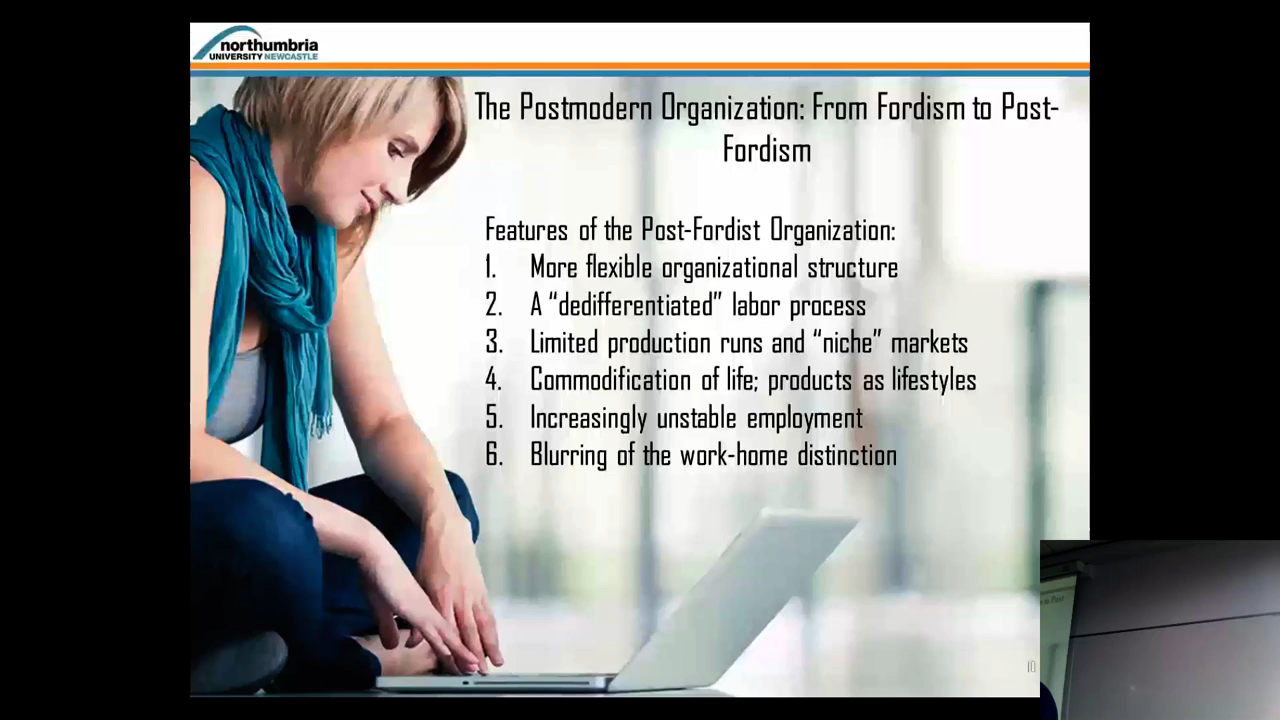 northumbria
UNIVERSITY NEWCASTLE
The Postmodern Organization: From Fordism to Post-
Fordism
Features of the Post-Fordist Organization:
1. More flexible organizational structure
2. A “dedifferentiated” labor process
3. Limited production runs and “niche” markets
4. Commodification of life; products as lifestyles
5. Increasingly unstable employment
6. Blurring of the work-home distinction
10